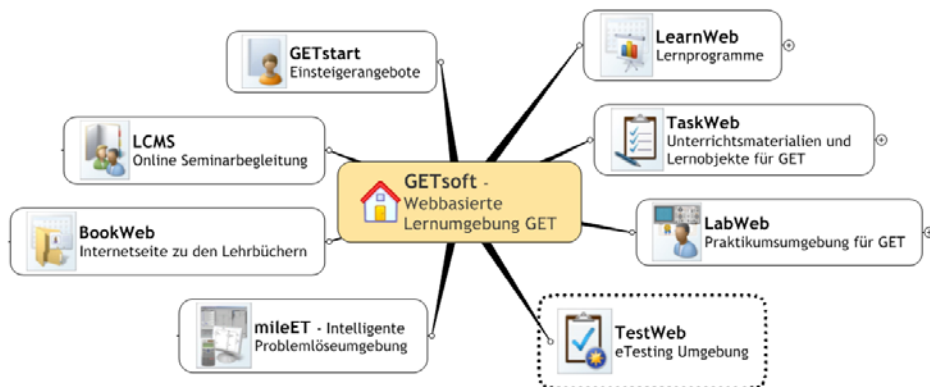 GETstart
Einsteigerangebote
LearnWeb
Lernprogramme
LCMS
Online Seminarbegleitung
TaskWeb
Unterrichtsmaterialien und
Lernobjekte für GET
GETsoft -
Webbasierte
Lernumgebung GET
BookWeb
Internetseite zu den Lehrbüchern
LabWeb
Praktikumsumgebung für GET
mileET - Intelligente
Problemlöseumgebung
TestWeb
eTesting Umgebung